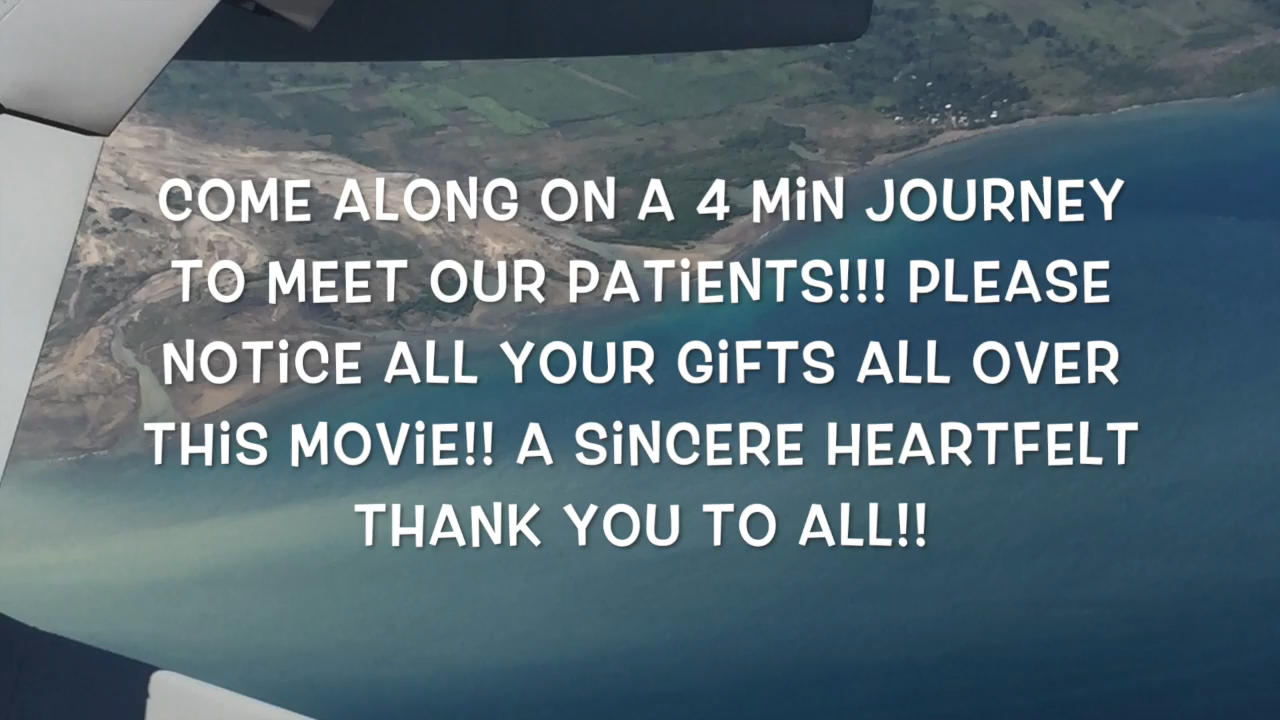 COME ALONG ON A 4 MiN JOURNEY
TO MEET OUR PATiENTS!!! PLEASE
NOTiCE ALL YOUR GiFTS ALL OVER
THiS MOViE!! A SiNCERE HEARTFELT
THANK YOU TO ALL!!